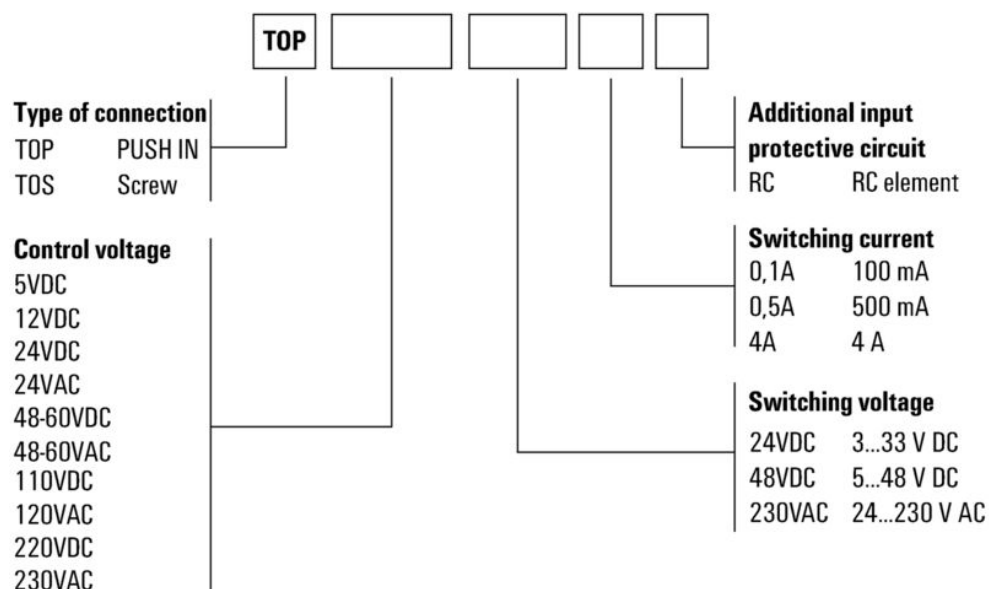 TOP
Type of connection
TOP PUSH IN
TOS Screw
Control voltage
5VDC
12VDC
24VDC
24VAC
48-60VDC
48-60VAC
110VDC
120VAC
220VDC
230VAC
Additional input
protective circuit
RC RC element
Switching current
0,1A 100 mA
0,5A 500 mA
4A 4 A
Switching voltage
24VDC 3...33 V DC
48VDC 5...48 V DC
230VAC 24...230 V AC